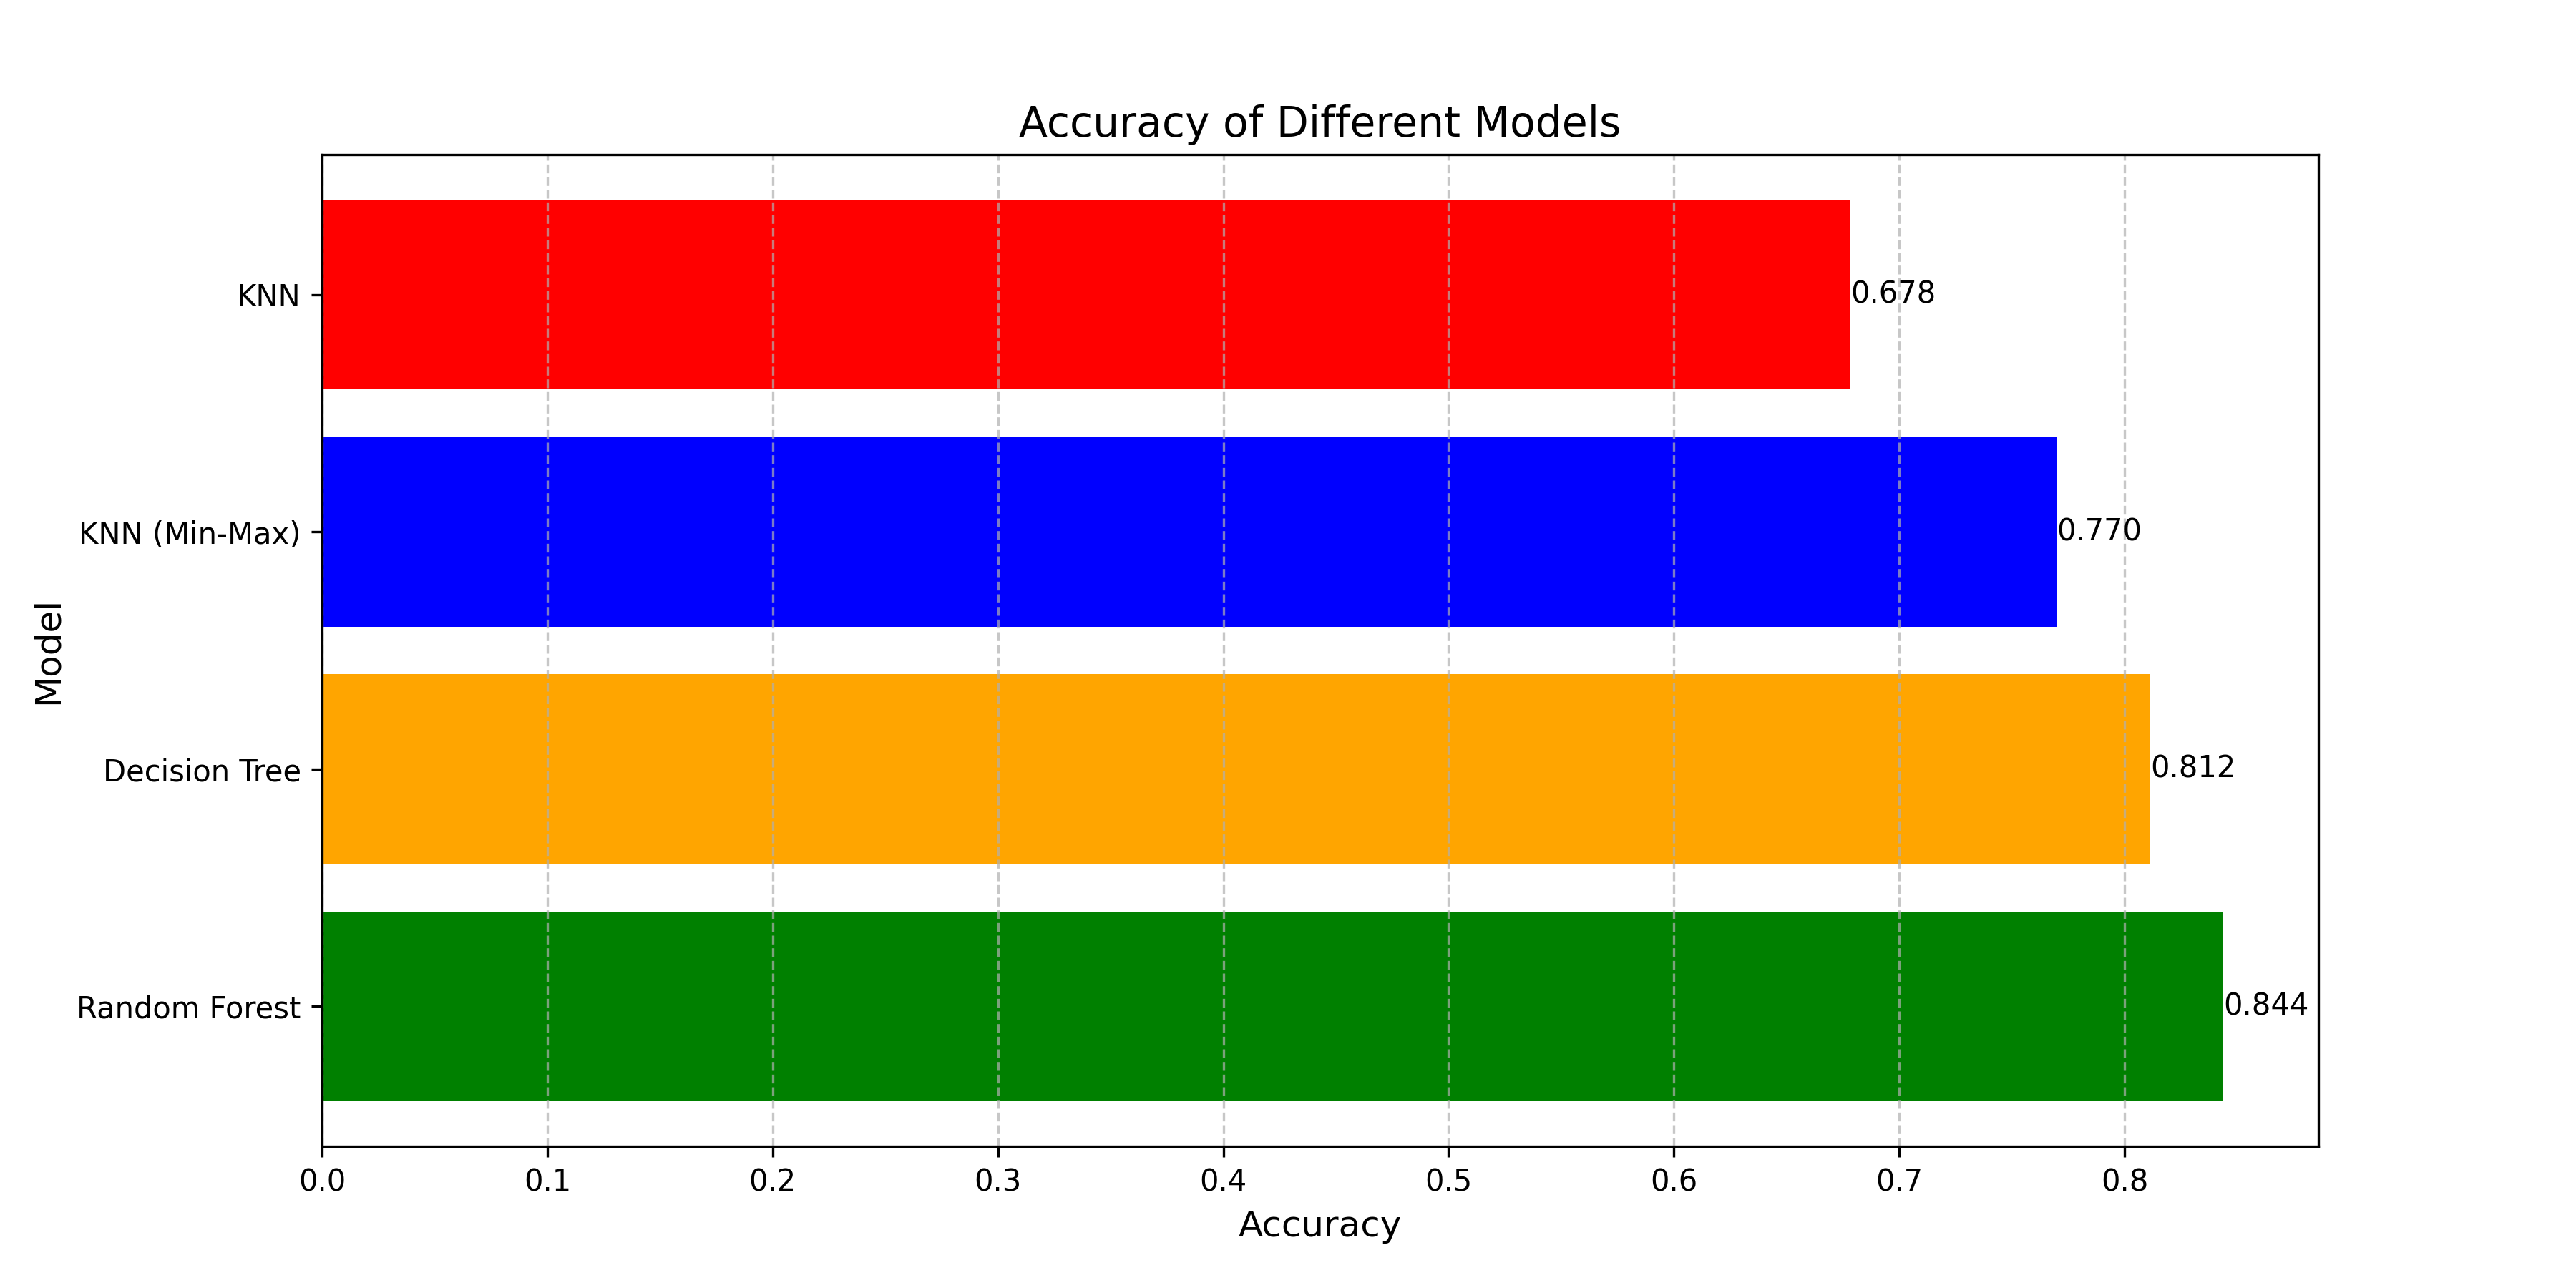 Accuracy of Different Models
KNN
0.678
KNN (Min-Max)
0.770
Model
Decision Tree
0.812
Random Forest
0.844
0.0 0.1 0.2 0.3 0.4 0.5 0.6 0.7 0.8
Accuracy